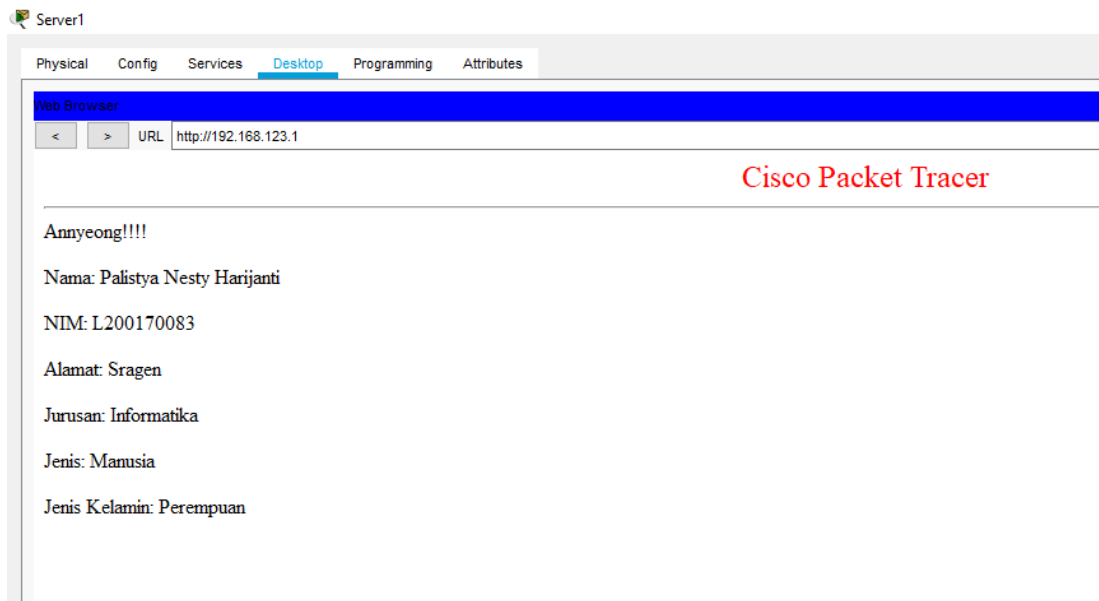 Server1
Physical Config Services Desktop Programming Attributes
Web Browser
< > URL http://192.168.123.1
Cisco Packet Tracer
Annyeong!!!!
Nama: Palistya Nesty Harijanti
NIM: L200170083
Alamat: Sragen
Jurusan: Informatika
Jenis: Manusia
Jenis Kelamin: Perempuan